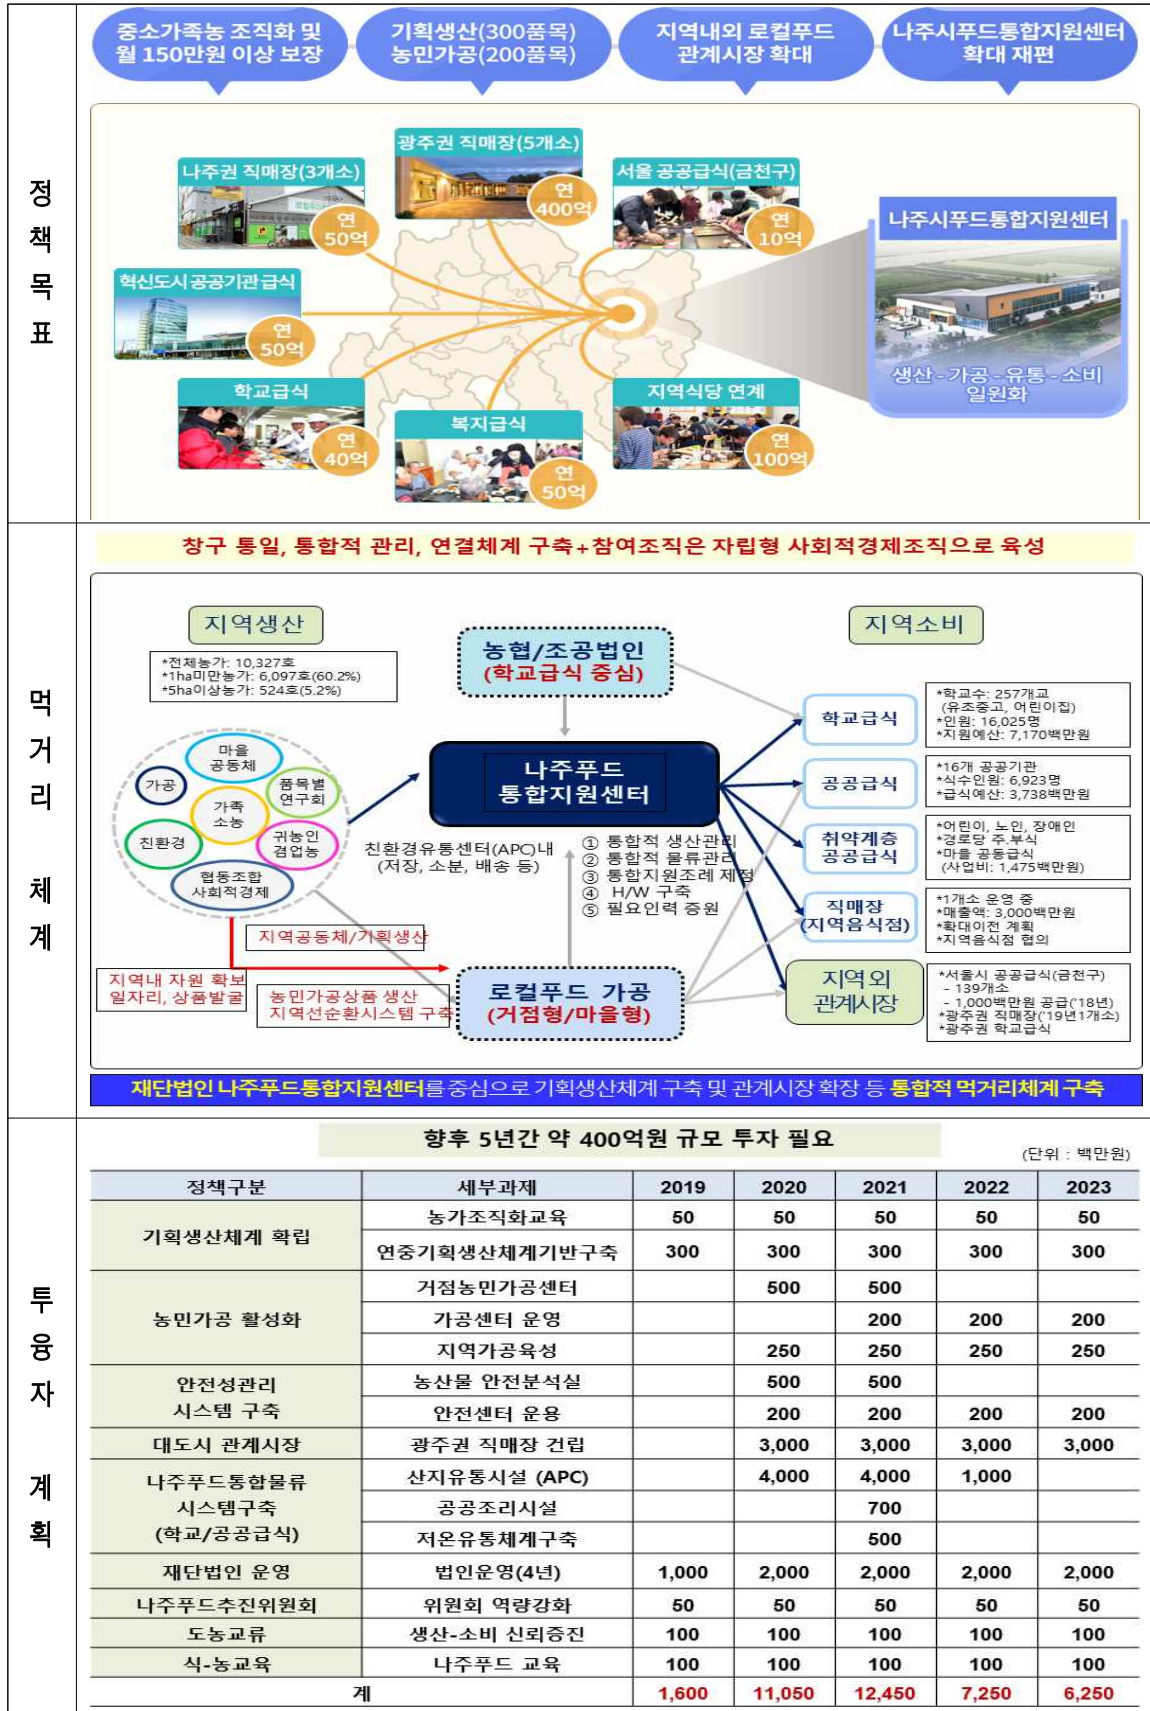 정책목표
중소가족농 조직화 및
월 150만원 이상 보장
기획생산(300품목)
농민가공(200품목)
지역내외 로컬푸드
관계시장 확대
나주시푸드통합지원센터
확대 재편
나주권 직매장(3개소)
연
50억
광주권 직매장(5개소)
연
400억
서울 공공급식(금천구)
연
10억
혁신도시 공공기관 급식
연
50억
학교급식
연
40억
복지급식
연
50억
지역식당 연계
연
100억
나주시푸드통합지원센터
생산 - 가공 - 유통 - 소비
일원화
먹거리 체계
창구 통일, 통합적 관리, 연결체계 구축+참여조직은 자립형 사회적경제조직으로 육성
지역생산
*전체농가: 10,327호
*1ha미만농가: 6,097호(60.2%)
*5ha이상농가: 524호(5.2%)
마을
공동체
가공
품목별
연구회
가족
소농
친환경
귀농인
겸업농
협동조합
사회적경제
농협/조공법인
(학교급식 중심)
나주푸드
통합지원센터
친환경유통센터(APC)내
(저장, 소분, 배송 등)
① 통합적 생산관리
② 통합적 물류관리
③ 통합지원조례 제정
④ H/W 구축
⑤ 필요인력 증원
지역공동체/기획생산
지역내 자원 확보
일자리, 상품발굴
농민가공상품 생산
지역선순환시스템 구축
로컬푸드 가공
(거점형/마을형)
지역소비
학교급식
*학교수: 257개교
(유초중고, 어린이집)
*인원: 16,025명
*지원예산: 7,170백만원
공공급식
*16개 공공기관
*식수인원: 6,923명
*급식예산: 3,738백만원
취약계층
공공급식
*어린이, 노인, 장애인
*경로당 주.부식
*마을 공동급식
(사업비: 1,475백만원)
직매장
(지역음식점)
*1개소 운영 중
*매출액: 3,000백만원
*확대이전 계획
*지역음식점 협의
지역외
관계시장
*서울시 공공급식(금천구)
- 139개소
- 1,000백만원 공급('18년)
*광주권 직매장('19년1개소)
*광주권 학교급식
재단법인 나주푸드통합지원센터를 중심으로 기획생산체계 구축 및 관계시장 확장 등 통합적 먹거리체계 구축
투융자 계획
향후 5년간 약 400억원 규모 투자 필요
(단위 : 백만원)
정책구분 세부과제 2019 2020 2021 2022 2023
기획생산체계 확립 농가조직화교육 50 50 50 50 50
연중기획생산체계기반구축 300 300 300 300 300
농민가공 활성화 거점농민가공센터 500 500
가공센터 운영 200 200 200
지역가공육성 250 250 250 250
안전성관리
시스템 구축 농산물 안전분석실 500 500
안전센터 운용 200 200 200 200
대도시 관계시장 광주권 직매장 건립 3,000 3,000 3,000 3,000
나주푸드통합물류
시스템구축
(학교/공공급식) 산지유통시설 (APC) 4,000 4,000 1,000
공공조리시설 700
저온유통체계구축 500
재단법인 운영 법인운영(4년) 1,000 2,000 2,000 2,000 2,000
나주푸드추진위원회 위원회 역량강화 50 50 50 50 50
도농교류 생산-소비 신뢰증진 100 100 100 100 100
식-농교육 나주푸드 교육 100 100 100 100 100
계 1,600 11,050 12,450 7,250 6,250